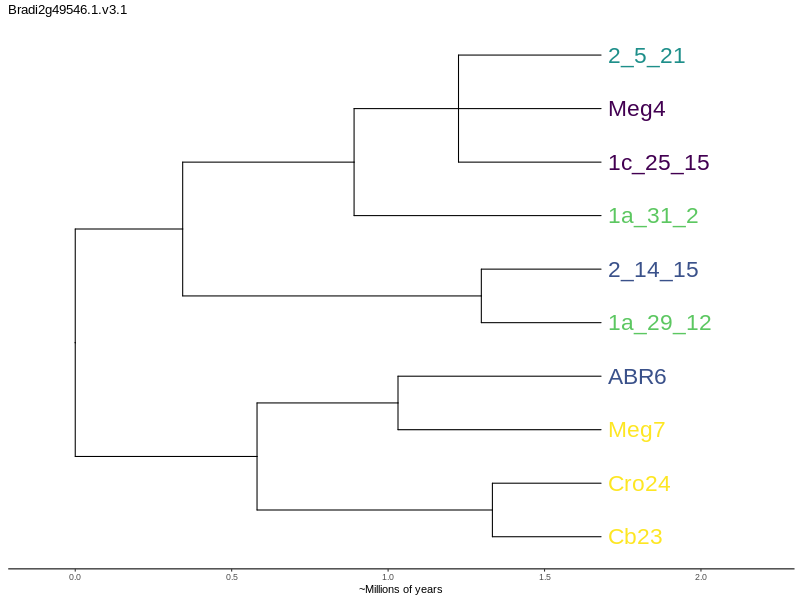 Bradi2g49546.1.v3.1
2_5_21
Meg4
1c_25_15
1a_31_2
2_14_15
1a_29_12
ABR6
Meg7
Cro24
Cb23
0.0 0.5 1.0 1.5 2.0
~Millions of years